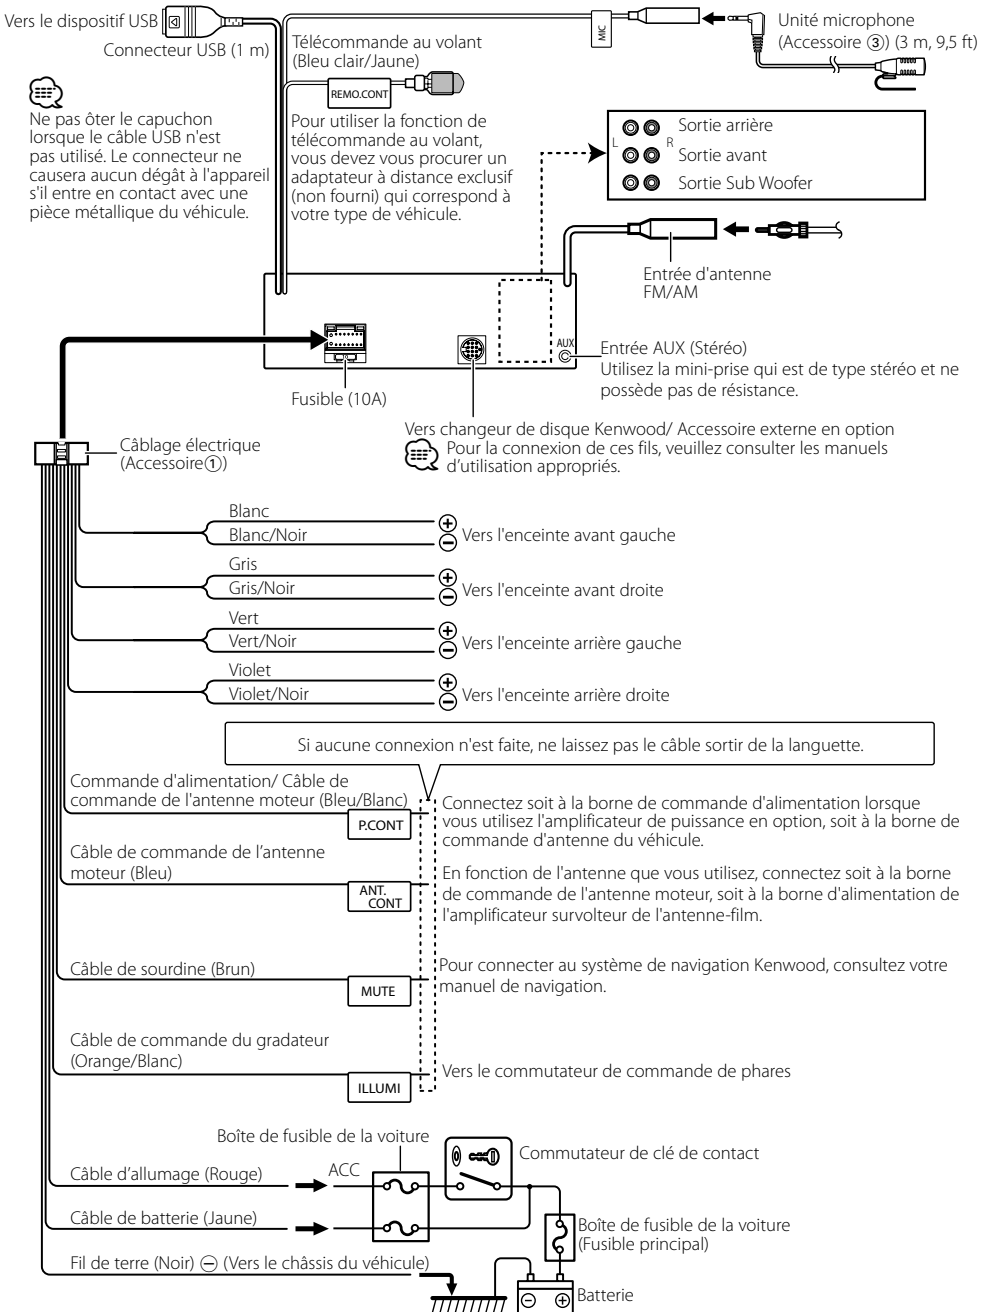 Vers le dispositif USB
Connecteur USB (1 m)
Ne pas ôter le capuchon
lorsque le câble USB n'est
pas utilisé. Le connecteur ne
causera aucun dégât à l'appareil
s'il entre en contact avec une
pièce métallique du véhicule.
Télécommande au volant
(Bleu clair/Jaune)
REMO.CONT
Pour utiliser la fonction de
télécommande au volant,
vous devez vous procurer un
adaptateur à distance exclusif
(non fourni) qui correspond à
votre type de véhicule.
MIC
Unité microphone
(Accessoire ③) (3 m, 9,5 ft)
L
R
Sortie arrière
Sortie avant
Sortie Sub Woofer
Entrée d'antenne
FM/AM
AUX
Entrée AUX (Stéréo)
Utilisez la mini-prise qui est de type stéréo et ne
possède pas de résistance.
Fusible (10A)
Vers changeur de disque Kenwood/ Accessoire externe en option
Pour la connexion de ces fils, veuillez consulter les manuels
d'utilisation appropriés.
Câblage électrique
(Accessoire①)
Blanc
Blanc/Noir
⊕
⊖
Vers l'enceinte avant gauche
Gris
Gris/Noir
⊕
⊖
Vers l'enceinte avant droite
Vert
Vert/Noir
⊕
⊖
Vers l'enceinte arrière gauche
Violet
Violet/Noir
⊕
⊖
Vers l'enceinte arrière droite
Si aucune connexion n'est faite, ne laissez pas le câble sortir de la languette.
Commande d'alimentation/ Câble de
commande de l'antenne moteur (Bleu/Blanc)
P.CONT
Connectez soit à la borne de commande d'alimentation lorsque
vous utilisez l'amplificateur de puissance en option, soit à la borne de
commande d'antenne du véhicule.
Câble de commande de l'antenne
moteur (Bleu)
ANT.
CONT
En fonction de l'antenne que vous utilisez, connectez soit à la borne
de commande de l'antenne moteur, soit à la borne d'alimentation de
l'amplificateur survolteur de l'antenne-film.
Câble de sourdine (Brun)
MUTE
Pour connecter au système de navigation Kenwood, consultez votre
manuel de navigation.
Câble de commande du gradateur
(Orange/Blanc)
ILLUMI
Vers le commutateur de commande de phares
Boîte de fusible de la voiture
Commutateur de clé de contact
Câble d'allumage (Rouge)
ACC
Câble de batterie (Jaune)
Boîte de fusible de la voiture
(Fusible principal)
Fil de terre (Noir) ⊖ (Vers le châssis du véhicule)
⊖
⊕
Batterie